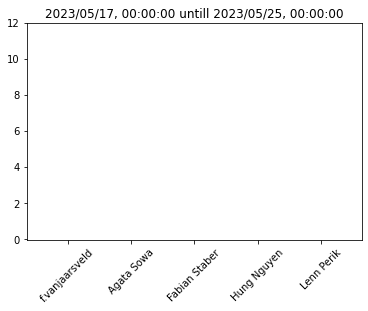 2023/05/17, 00:00:00 untill 2023/05/25, 00:00:00
12
10
8
6
4
2
0
f.vanjaarsveld
Agata Sowa
Fabian Staber
Hung Nguyen
Lenn Perik